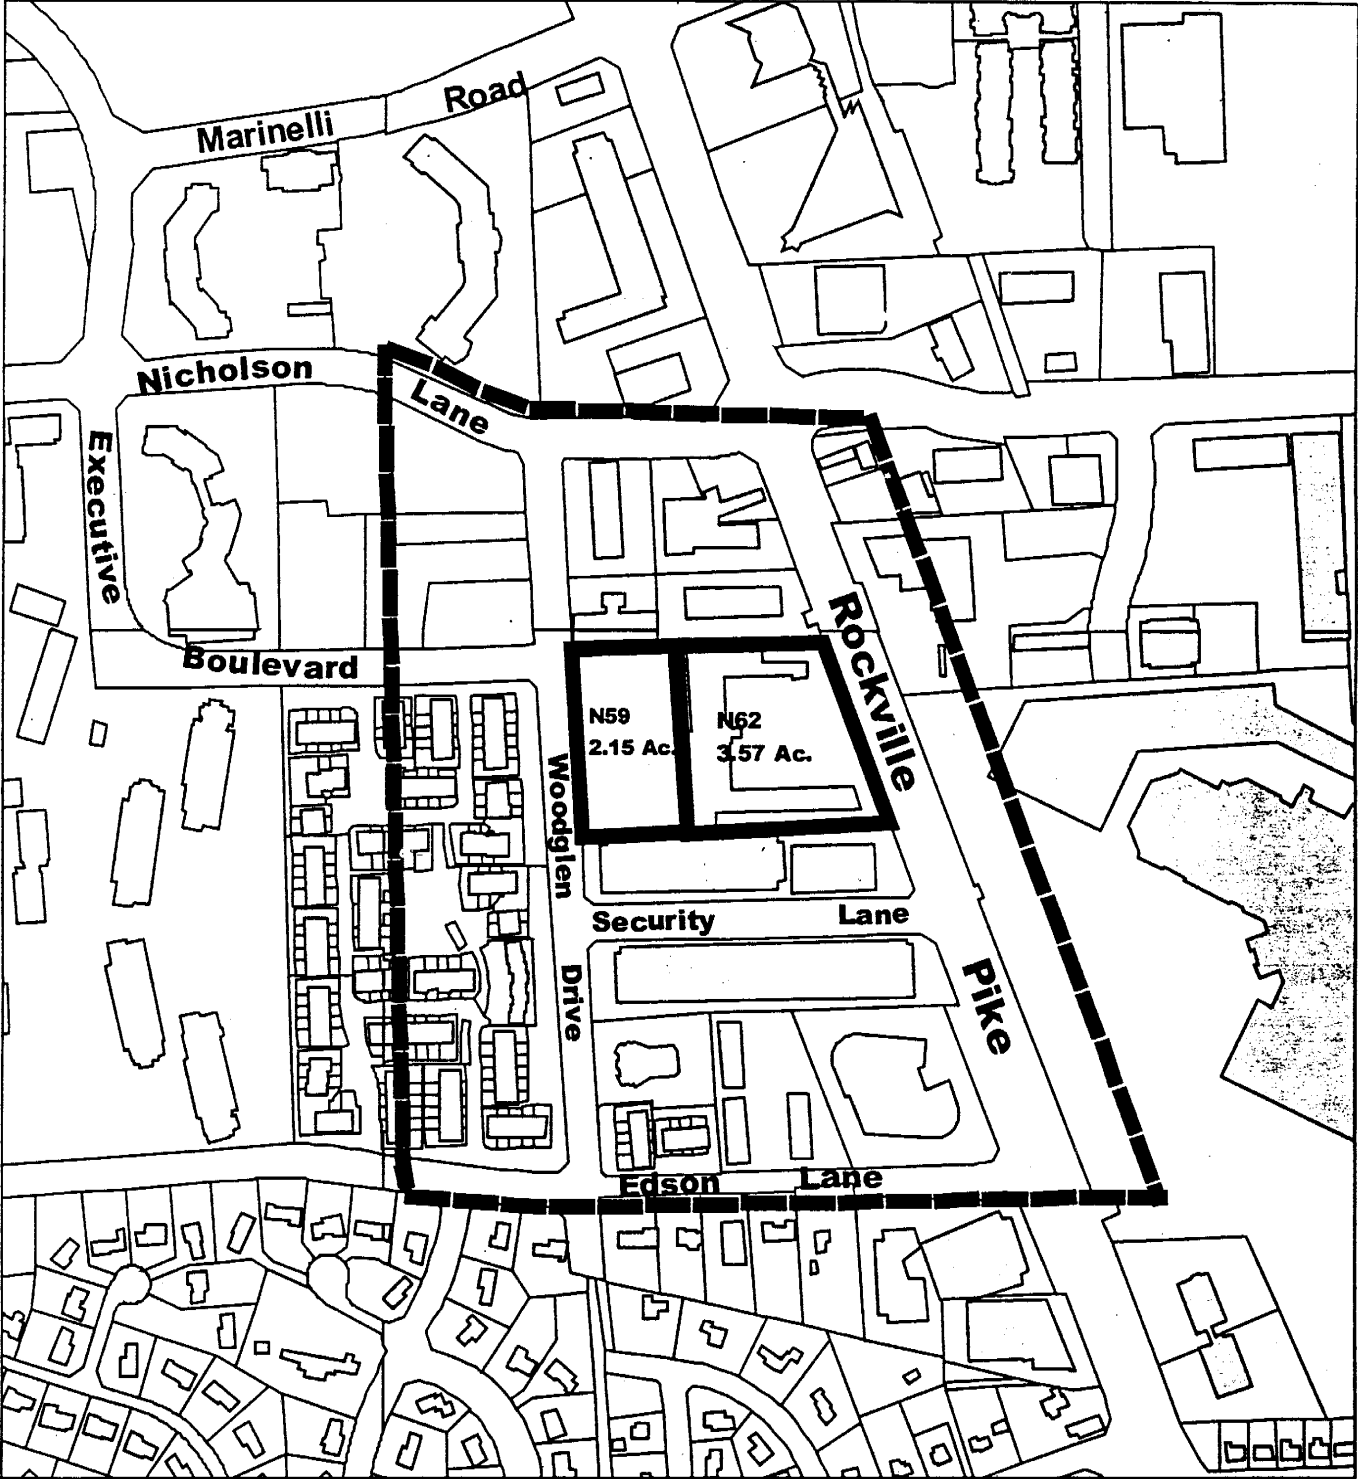 Marinelli Road
Nicholson Lane
Executive Boulevard
Rockville Pike
N59
2.15 Ac.
N62
3.57 Ac.
Woodglen Drive
Security Lane
Edson Lane